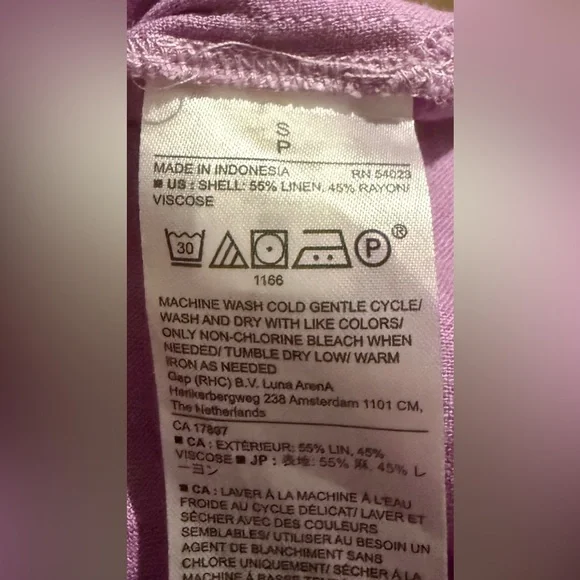 S
P
MADE IN INDONESIA RN 54023
■ US : SHELL: 55% LINEN, 45% RAYON/
VISCOSE
30 P ®
1166
MACHINE WASH COLD GENTLE CYCLE/
WASH AND DRY WITH LIKE COLORS/
ONLY NON-CHLORINE BLEACH WHEN
NEEDED/ TUMBLE DRY LOW/ WARM
IRON AS NEEDED
Gap (RHC) B.V. Luna ArenA
Herikerbergweg 238 Amsterdam 1101 CM,
The Netherlands
CA 17897
■ CA : EXTÉRIEUR: 55% LIN, 45%
VISCOSE ■ JP : 表地: 55% 麻, 45% レ
ーヨン
■ CA : LAVER À LA MACHINE À L'EAU
FROIDE AU CYCLE DÉLICAT/ LAVER ET
SÉCHER AVEC DES COULEURS
SEMBLABLES/ UTILISER AU BESOIN UN
AGENT DE BLANCHIMENT SANS
CHLORE UNIQUEMENT/ SÉCHER À LA
MACHINE À BASSE